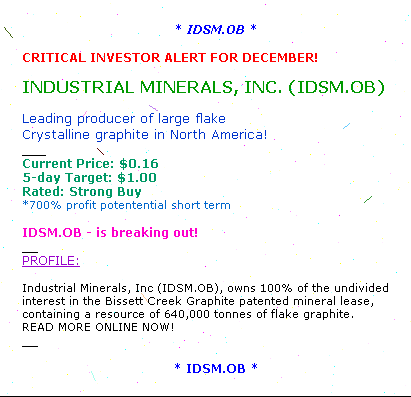 * IDSM.OB *
CRITICAL INVESTOR ALERT FOR DECEMBER!
INDUSTRIAL MINERALS, INC. (IDSM.OB)
Leading producer of large flake
Crystalline graphite in North America!
Current Price: $0.16
5-day Target: $1.00
Rated: Strong Buy
*700% profit potentential short term
IDSM.OB - is breaking out!
PROFILE:
Industrial Minerals, Inc (IDSM.OB), owns 100% of the undivided
interest in the Bissett Creek Graphite patented mineral lease,
containing a resource of 640,000 tonnes of flake graphite.
READ MORE ONLINE NOW!
* IDSM.OB *